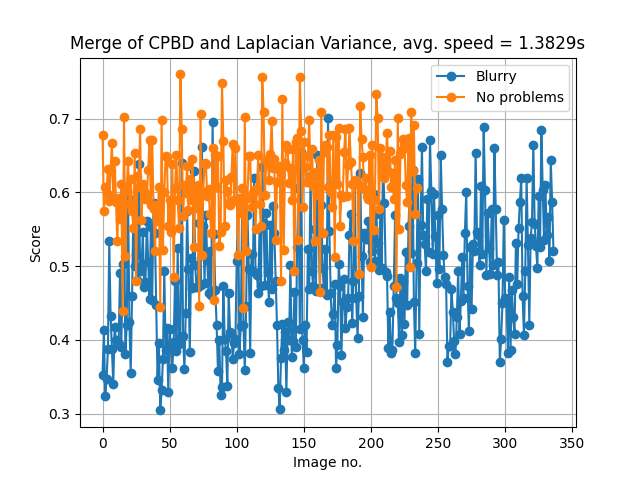 Merge of CPBD and Laplacian Variance, avg. speed = 1.3829s
Blurry
No problems
Score
0.7
0.6
0.5
0.4
0.3
0
50
100
150
200
250
300
350
Image no.